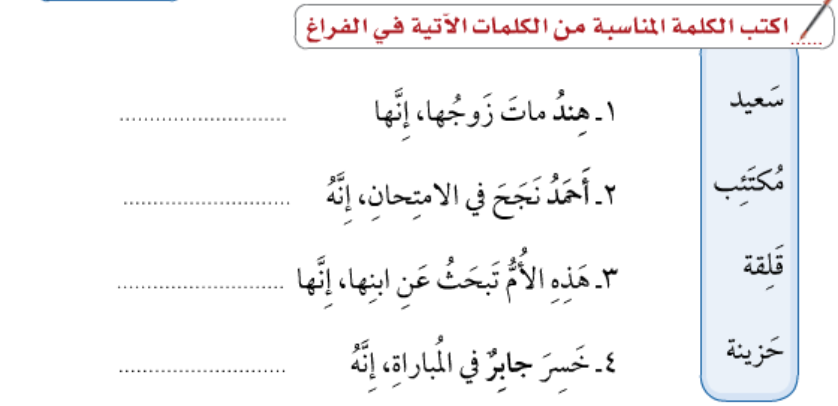 اكتب الكلمة المناسبة من الكلمات الآتية في الفراغ
سَعيد
مُكتَئِب
قَلِقة
حَزينة
١ـ هِندُ ماتَ زَوجُها، إِنَّها ............................
٢ـ أَحمَدُ نَجَحَ في الامتِحانِ، إِنَّهُ ............................
٣ـ هَذِهِ الأُمُّ تَبحَثُ عَنِ ابنِها، إِنَّها ............................
٤ـ خَسِرَ جابِرٌ في المُباراةِ، إِنَّهُ ............................